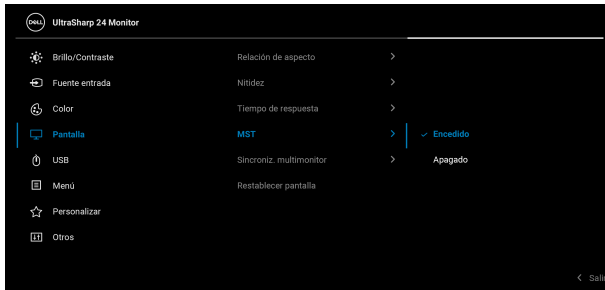 DELL UltraSharp 24 Monitor
Brillo/Contraste Relación de aspecto
Fuente entrada Nitidez
Color Tiempo de respuesta
Pantalla MST Encedido
USB Sincroniz. multimonitor Apagado
Menú Restablecer pantalla
Personalizar
Otros
Sali